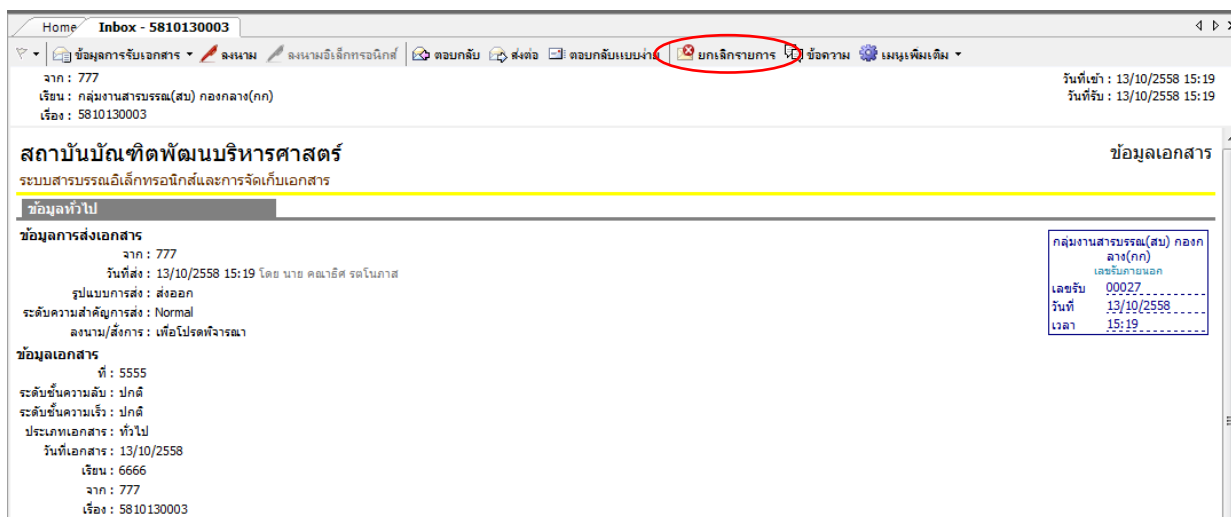 Home Inbox - 5810130003
ข้อมูลการรับเอกสาร ลงนาม ลงนามอิเล็กทรอนิกส์ ตอบกลับ ส่งต่อ ตอบกลับแบบง่าย ยกเลิกรายการ ข้อความ เมนูเพิ่มเติม
จาก : 777
วันที่เข้า : 13/10/2558 15:19
เรียน : กลุ่มงานสารบรรณ(สบ) กองกลาง(กก)
วันที่รับ : 13/10/2558 15:19
เรื่อง : 5810130003
สถาบันบัณฑิตพัฒนบริหารศาสตร์
ข้อมูลเอกสาร
ระบบสารบรรณอิเล็กทรอนิกส์และการจัดเก็บเอกสาร
ข้อมูลทั่วไป
ข้อมูลการส่งเอกสาร
จาก : 777
วันที่ส่ง : 13/10/2558 15:19 โดย นาย คณาธิศ รตโนภาส
รูปแบบการส่ง : ส่งออก
ระดับความสำคัญการส่ง : Normal
ลงนาม/สั่งการ : เพื่อโปรดพิจารณา
กลุ่มงานสารบรรณ(สบ) กองก
ลาง(กก)
เลขรับภายนอก
เลขรับ 00027
วันที่ 13/10/2558
เวลา 15:19
ข้อมูลเอกสาร
ที่ : 5555
ระดับชั้นความลับ : ปกติ
ระดับชั้นความเร็ว : ปกติ
ประเภทเอกสาร : ทั่วไป
วันที่เอกสาร : 13/10/2558
เรียน : 6666
จาก : 777
เรื่อง : 5810130003